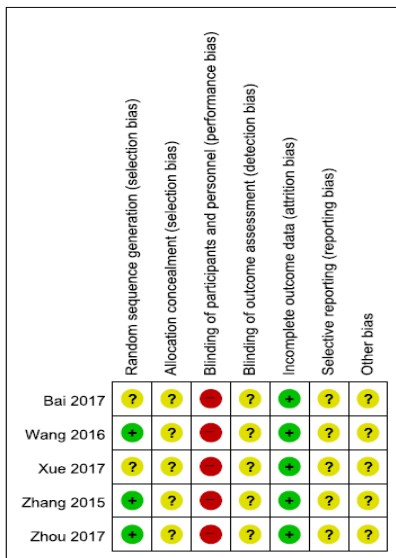 Random sequence generation (selection bias)
Allocation concealment (selection bias)
Blinding of participants and personnel (performance bias)
Blinding of outcome assessment (detection bias)
Incomplete outcome data (attrition bias)
Selective reporting (reporting bias)
Other bias
Bai 2017 ? ? - ? + ? ?
Wang 2016 + ? - ? + ? ?
Xue 2017 ? ? - ? + ? ?
Zhang 2015 + ? - ? + ? ?
Zhou 2017 + ? - ? + ? ?